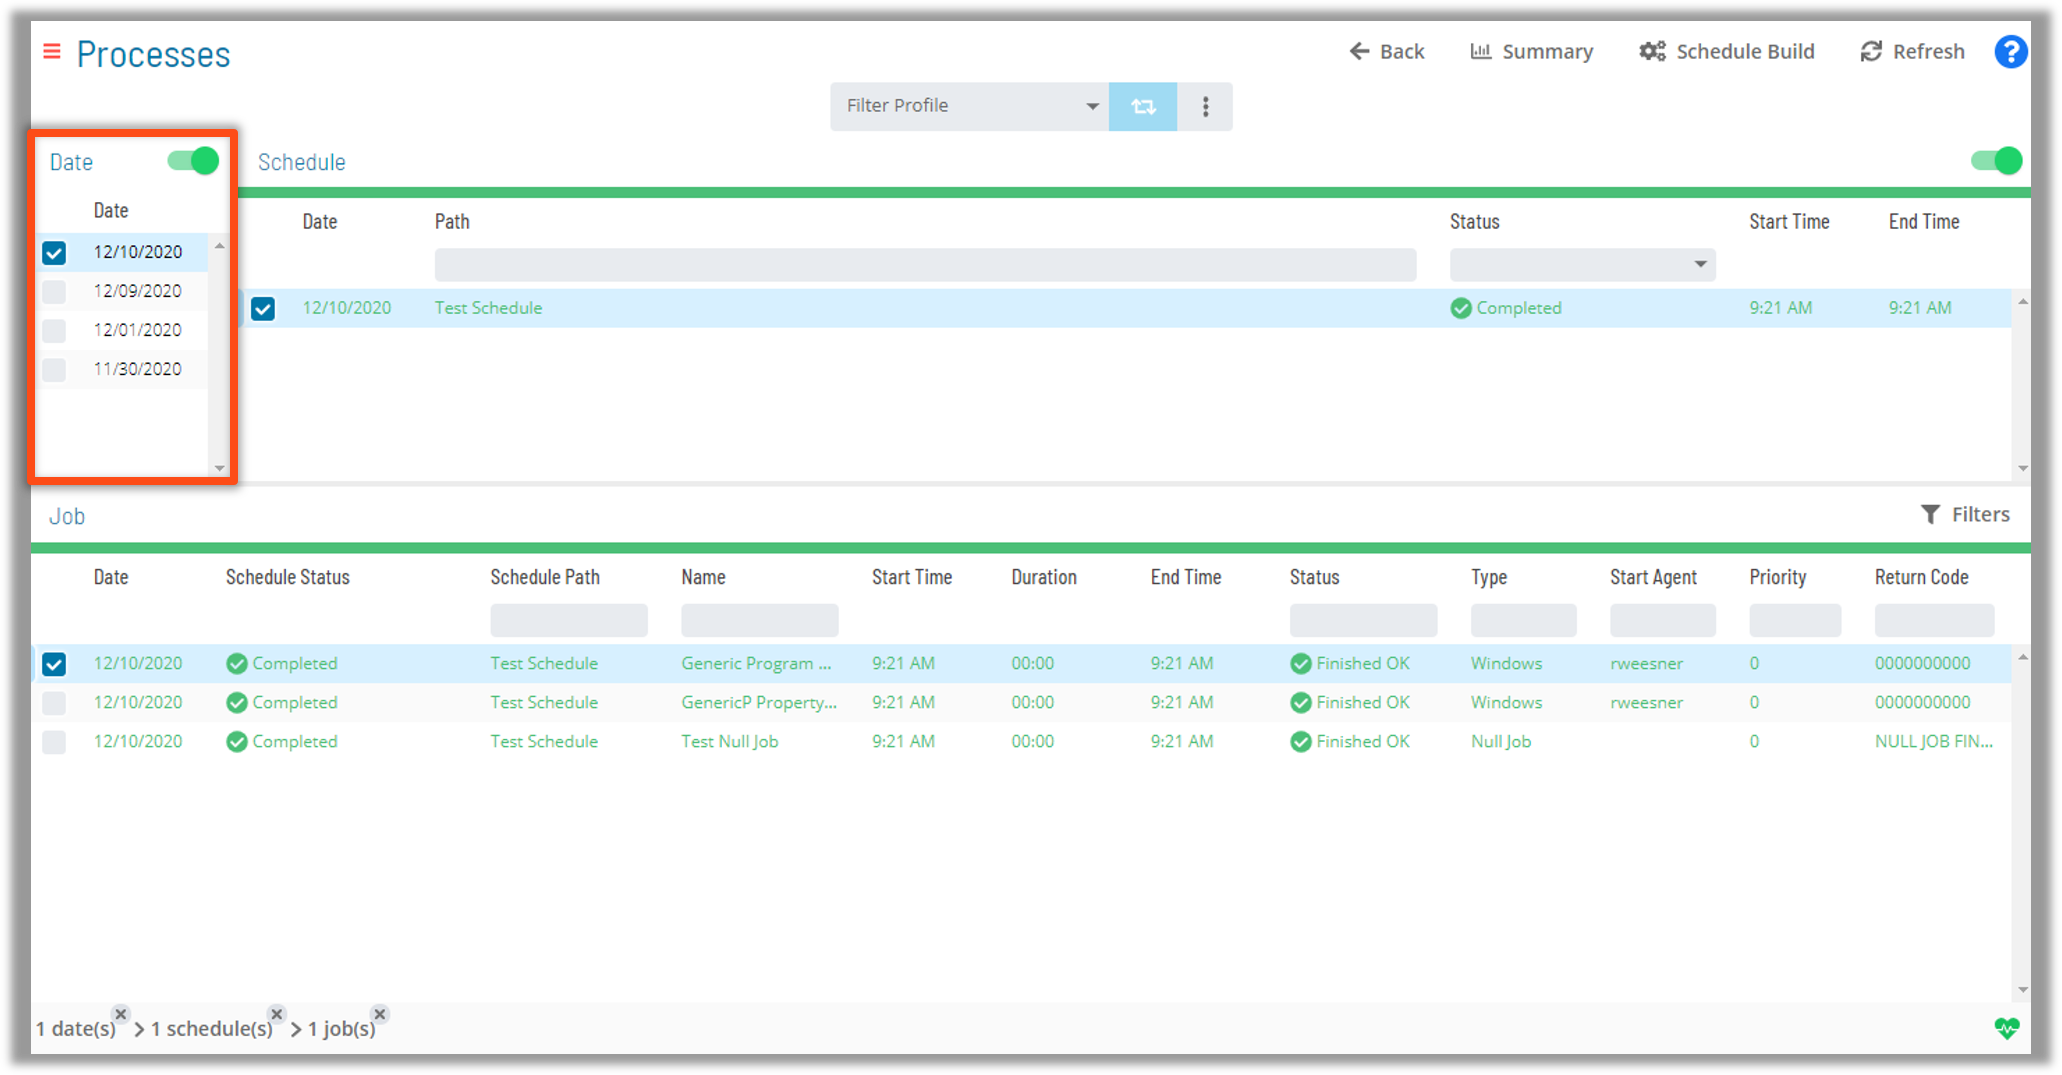 Processes
Back Summary Schedule Build Refresh ?
Filter Profile
Date Schedule
Date
12/10/2020
12/09/2020
12/01/2020
11/30/2020
Date Path Status Start Time End Time
12/10/2020 Test Schedule Completed 9:21 AM 9:21 AM
Job Filters
Date Schedule Status Schedule Path Name Start Time Duration End Time Status Type Start Agent Priority Return Code
12/10/2020 Completed Test Schedule Generic Program ... 9:21 AM 00:00 9:21 AM Finished OK Windows rweesner 0 0000000000
12/10/2020 Completed Test Schedule GenericP Property... 9:21 AM 00:00 9:21 AM Finished OK Windows rweesner 0 0000000000
12/10/2020 Completed Test Schedule Test Null Job 9:21 AM 00:00 9:21 AM Finished OK Null Job 0 NULL JOB FIN...
1 date(s) > 1 schedule(s) > 1 job(s)